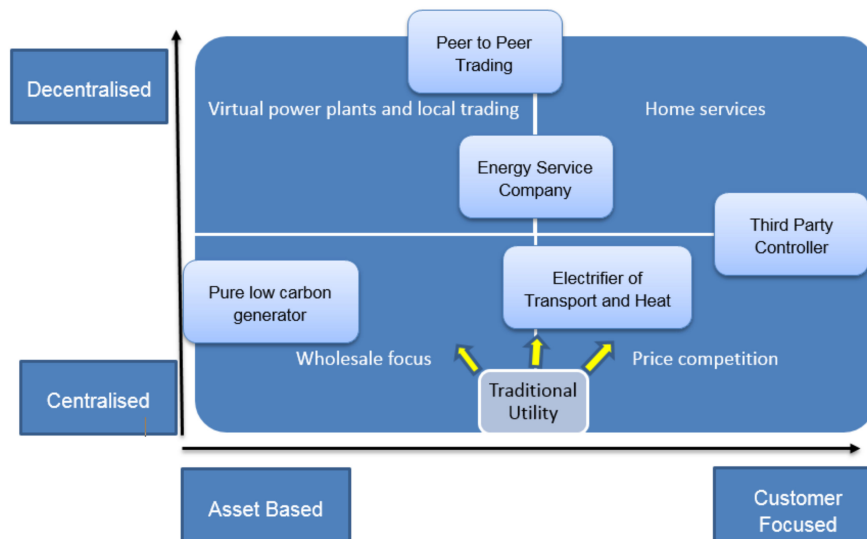 Peer to Peer
Trading
Decentralised
Virtual power plants and local trading
Home services
Energy Service
Company
Third Party
Controller
Pure low carbon
generator
Electrifier of
Transport and Heat
Wholesale focus
Price competition
Centralised
Traditional
Utility
Asset Based
Customer
Focused